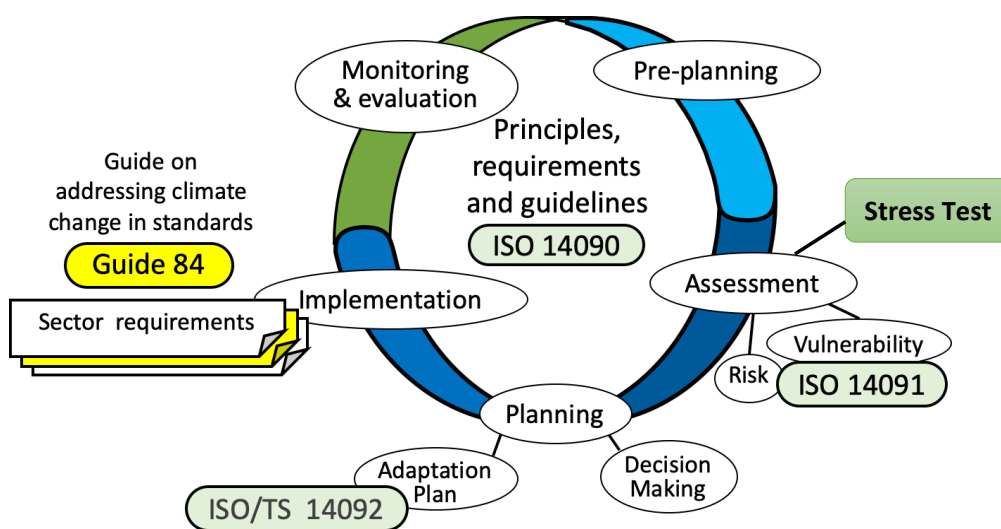 Monitoring
& evaluation
Pre-planning
Principles,
requirements
and guidelines
ISO 14090
Guide on
addressing climate
change in standards
Guide 84
Stress Test
Assessment
Implementation
Sector requirements
Vulnerability
Risk
ISO 14091
Planning
Adaptation
Plan
Decision
Making
ISO/TS 14092